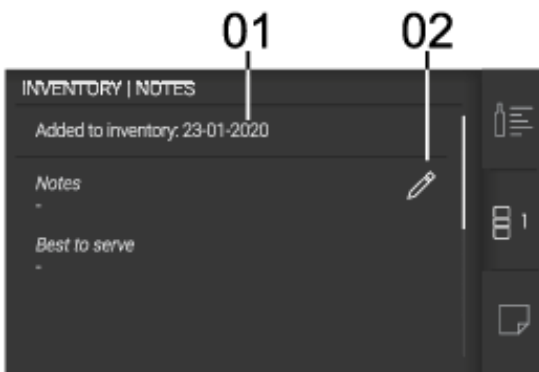 01 02
INVENTORY | NOTES
Added to inventory: 23-01-2020
Notes
-
1
Best to serve
-